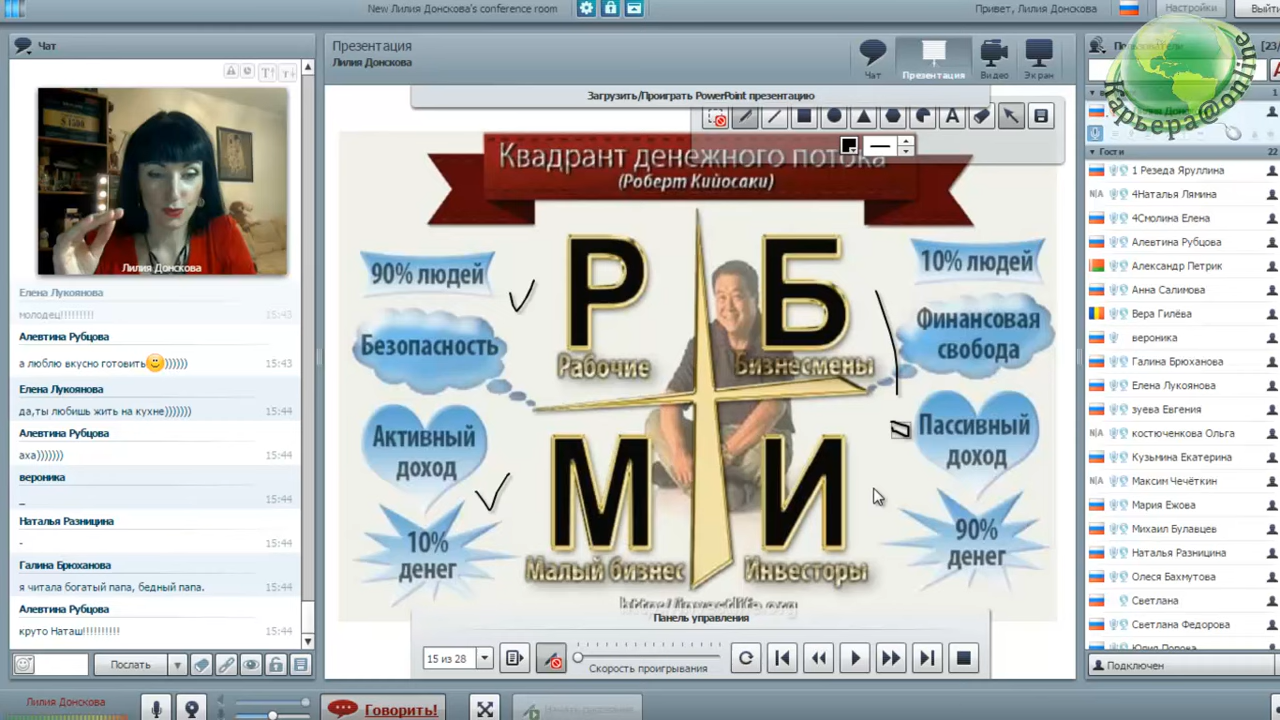 New Лилия Донскова's conference room
Привет, Лилия Донскова
Настройки
Чат
Лилия Донскова
Елена Лукоянова
молодец!!!!!!!!!
15:43
Алевтина Рубцова
а люблю вкусно готовить))))))
15:43
Елена Лукоянова
да,ты любишь жить на кухне)))))))
15:44
Алевтина Рубцова
аха)))))))
15:44
вероника
_
15:44
Наталья Разницина
-
15:44
Галина Брюханова
я читала богатый папа, бедный папа.
15:44
Алевтина Рубцова
круто Наташ!!!!!!!!!
15:44
Послать
Лилия Донскова
Говорить!
Презентация
Лилия Донскова
Чат
Презентация
Видео
Экран
Загрузить/Проиграть PowerPoint презентацию
Квадрант денежного потока
(Роберт Кийосаки)
90% людей
Безопасность
Активный
доход
10%
денег
Р
Рабочие
Б
Бизнесмены
М
Малый бизнес
И
Инвесторы
10% людей
Финансовая
свобода
Пассивный
доход
90%
денег
Панель управления
15 из 28
Скорость проигрывания
Карьера@online
Гости
22
1 Резеда Яруллина
4Наталья Лямина
4Смолина Елена
Алевтина Рубцова
Александр Петрик
Анна Салимова
Вера Гилёва
вероника
Галина Брюханова
Елена Лукоянова
зуева Евгения
костюченкова Ольга
Кузьмина Екатерина
Максим Чечёткин
Мария Ежова
Михаил Булавцев
Наталья Разницина
Олеся Бахмутова
Светлана
Светлана Федорова
Подключен